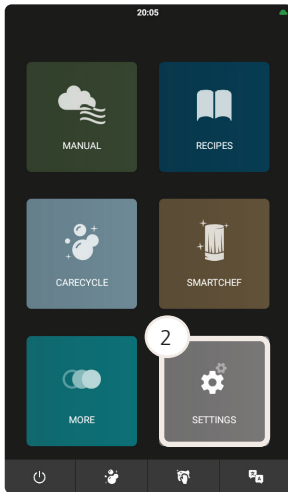 20:05
MANUAL
RECIPES
CARECYCLE
SMARTCHEF
2
MORE
SETTINGS